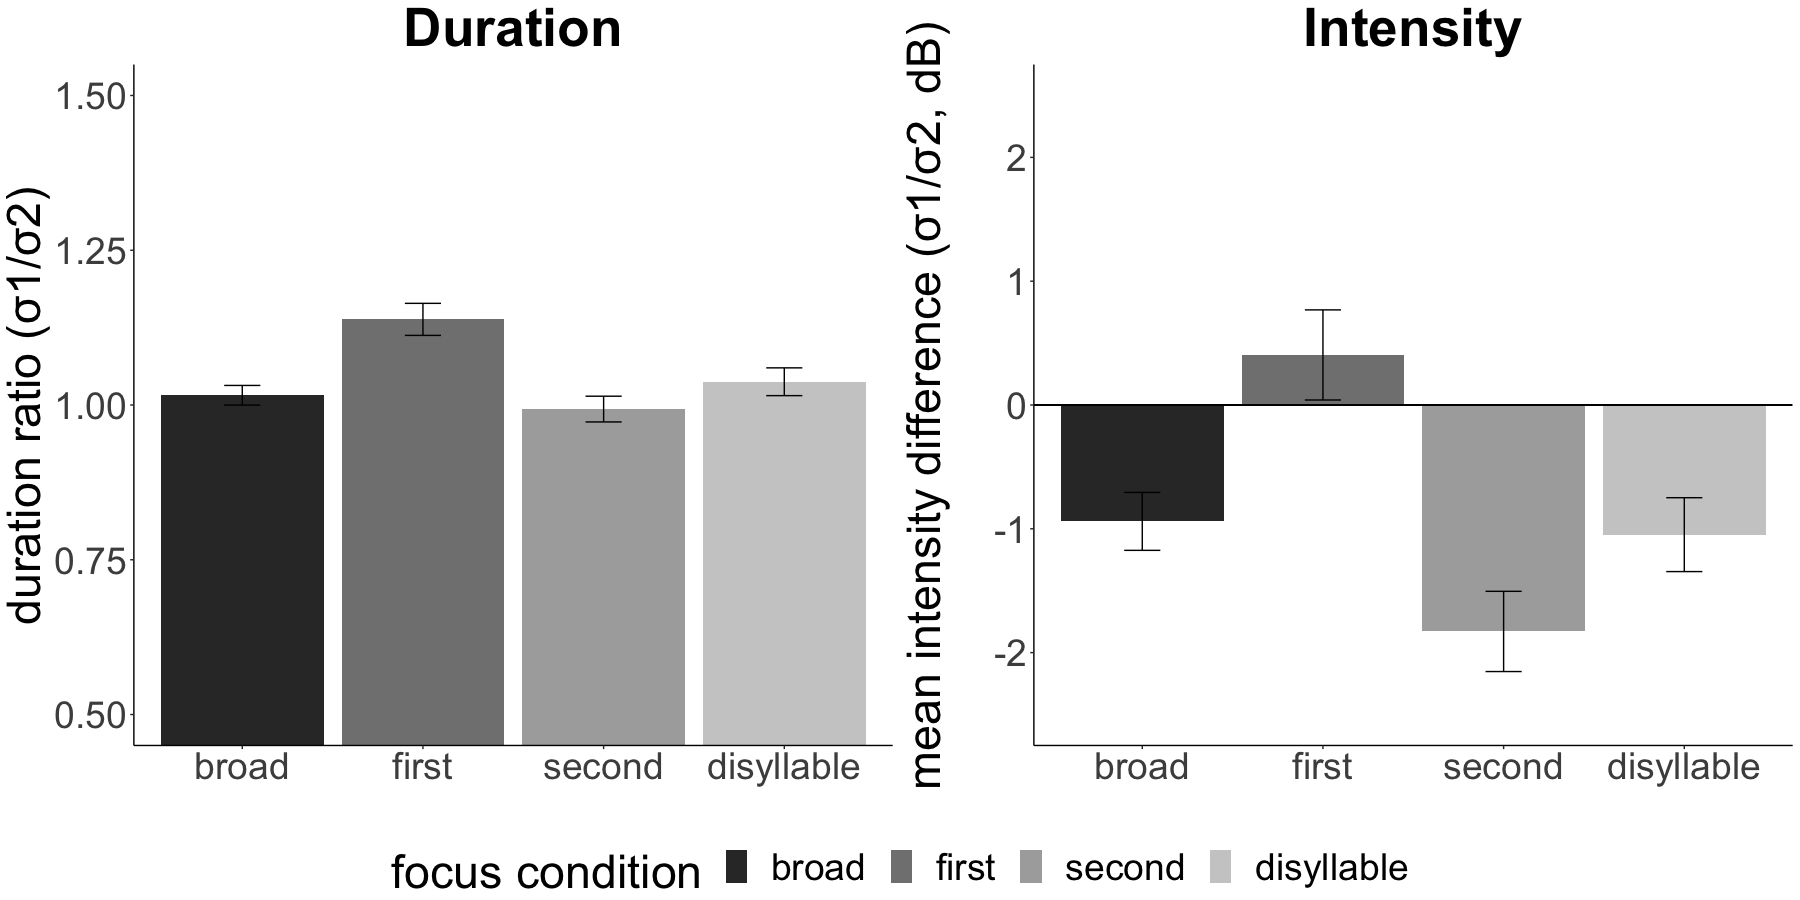 Duration
duration ratio (σ1/σ2)
1.50
1.25
1.00
0.75
0.50
broad first second disyllable
Intensity
mean intensity difference (σ1/σ2, dB)
2
1
0
-1
-2
broad first second disyllable
focus condition broad first second disyllable